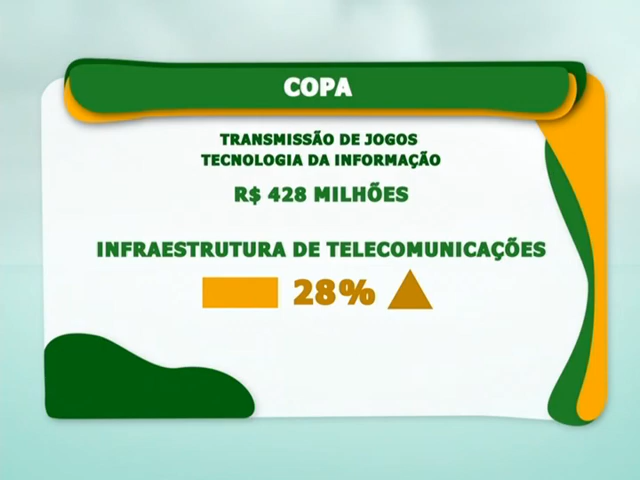 COPA
TRANSMISSÃO DE JOGOS
TECNOLOGIA DA INFORMAÇÃO
R$ 428 MILHÕES
INFRAESTRUTURA DE TELECOMUNICAÇÕES
28%